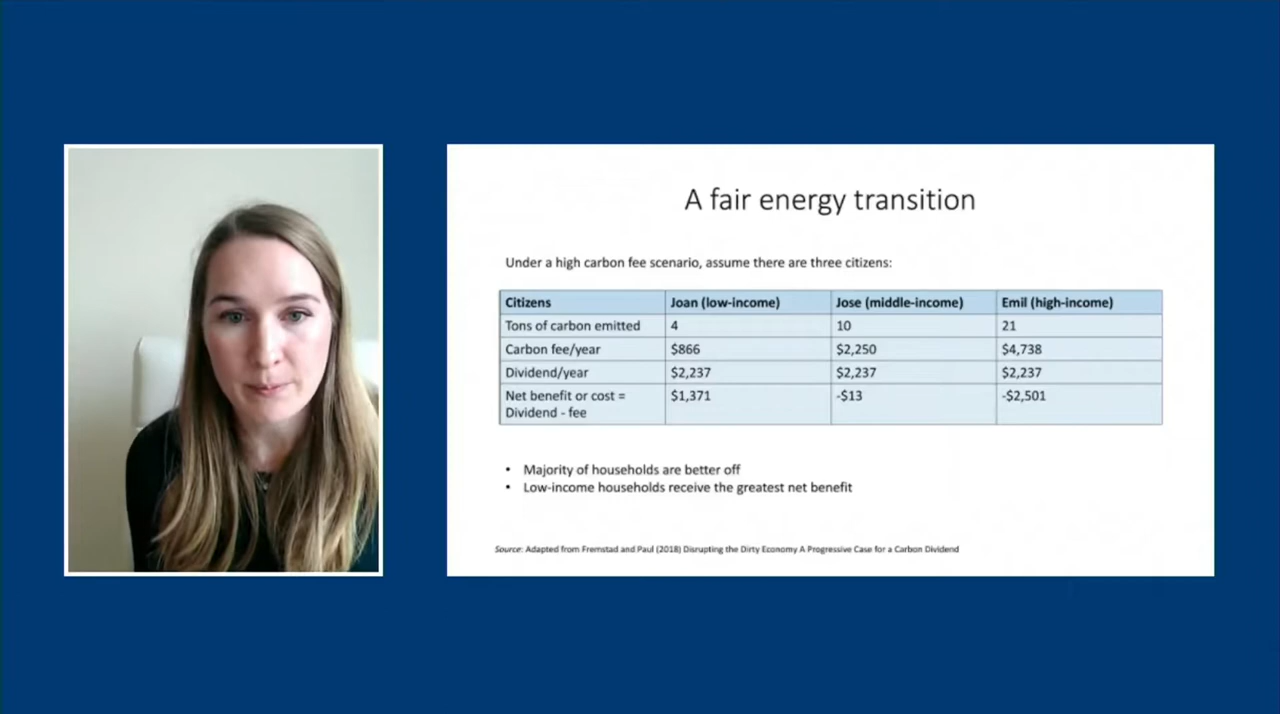 A fair energy transition
Under a high carbon fee scenario, assume there are three citizens:
Citizens Joan (low-income) Jose (middle-income) Emil (high-income)
Tons of carbon emitted 4 10 21
Carbon fee/year $866 $2,250 $4,738
Dividend/year $2,237 $2,237 $2,237
Net benefit or cost = $1,371 -$13 -$2,501
Dividend - fee
• Majority of households are better off
• Low-income households receive the greatest net benefit
Source: Adapted from Fremstad and Paul (2018) Disrupting the Dirty Economy A Progressive Case for a Carbon Dividend